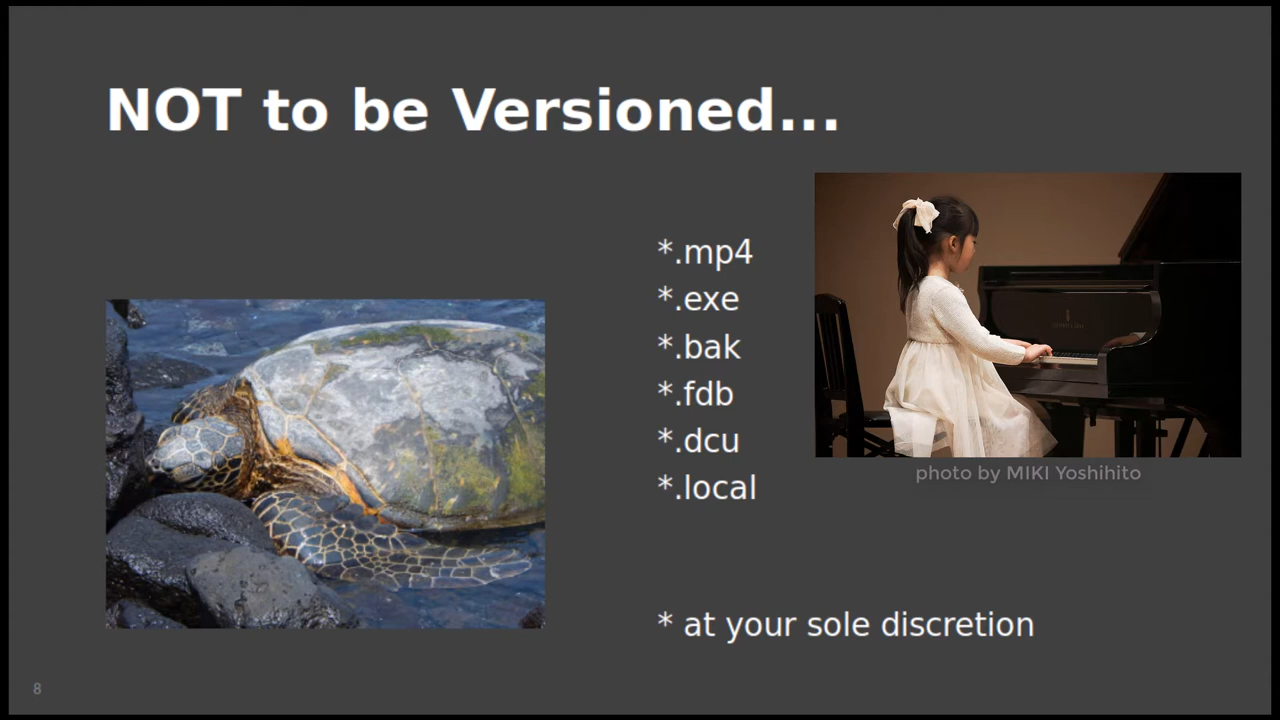 NOT to be Versioned...
*.mp4
*.exe
*.bak
*.fdb
*.dcu
*.local
photo by MIKI Yoshihito
* at your sole discretion
8